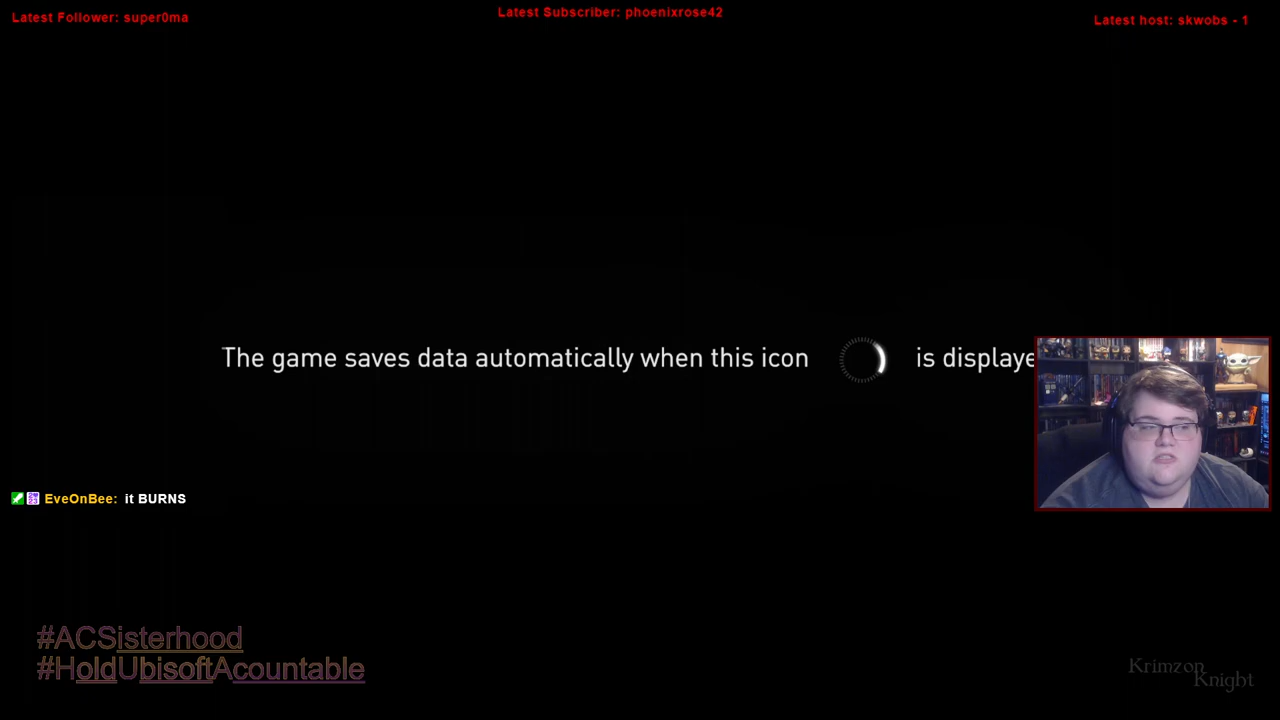 Latest Follower: super0ma
Latest Subscriber: phoenixrose42
Latest host: skwobs - 1
The game saves data automatically when this icon is displaye
EveOnBee: it BURNS
#ACSisterhood
#HoldUbisoftAcountable
Krimzon
Knight